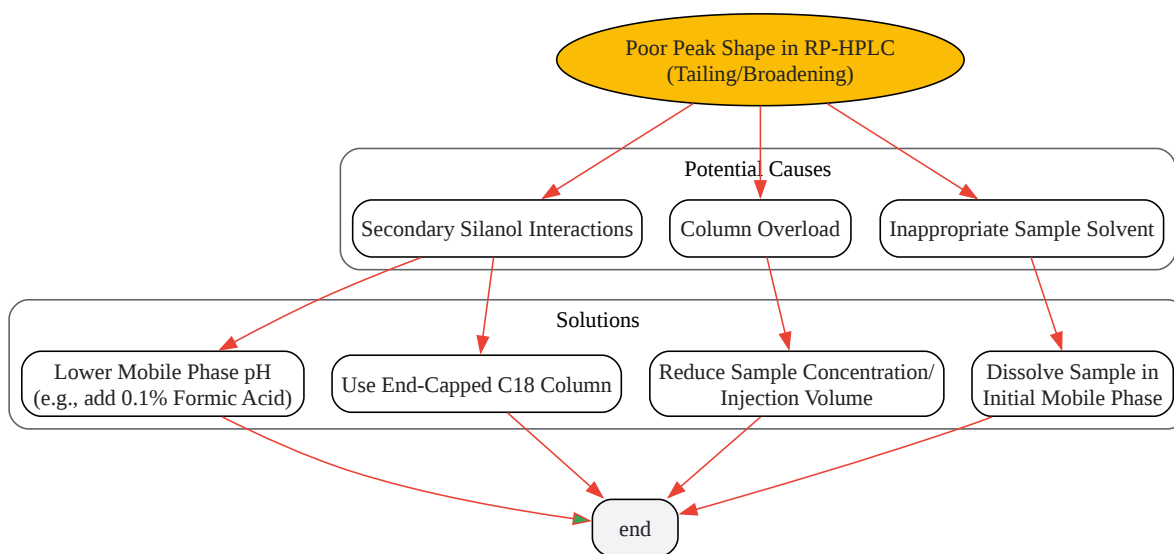 Poor Peak Shape in RP-HPLC
(Tailing/Broadening)
Potential Causes
Secondary Silanol Interactions
Column Overload
Inappropriate Sample Solvent
Solutions
Lower Mobile Phase pH
(e.g., add 0.1% Formic Acid)
Use End-Capped C18 Column
Reduce Sample Concentration/
Injection Volume
Dissolve Sample in
Initial Mobile Phase
end